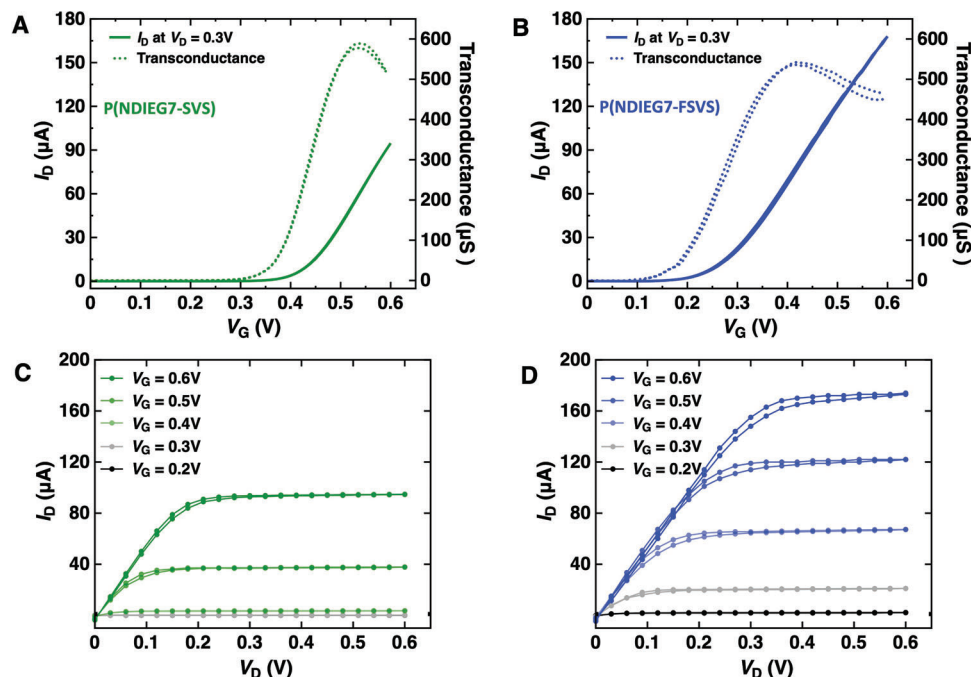 A
180
150
120
90
60
30
0
I_D (μA)
I_D at V_D = 0.3V
Transconductance
P(NDIEG7-SVS)
600
500
400
300
200
100
0
Transconductance (μS)
0 0.1 0.2 0.3 0.4 0.5 0.6
V_G (V)
B
180
150
120
90
60
30
0
I_D (μA)
I_D at V_D = 0.3V
Transconductance
P(NDIEG7-FSVS)
600
500
400
300
200
100
0
Transconductance (μS)
0 0.1 0.2 0.3 0.4 0.5 0.6
V_G (V)
C
200
160
120
80
40
I_D (μA)
V_G = 0.6V
V_G = 0.5V
V_G = 0.4V
V_G = 0.3V
V_G = 0.2V
0 0.1 0.2 0.3 0.4 0.5 0.6
V_D (V)
D
200
160
120
80
40
0
I_D (μA)
V_G = 0.6V
V_G = 0.5V
V_G = 0.4V
V_G = 0.3V
V_G = 0.2V
0 0.1 0.2 0.3 0.4 0.5 0.6
V_D (V)